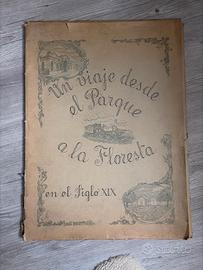 Un viaje desde
el Parque
a la Floresta
en el Siglo XIX